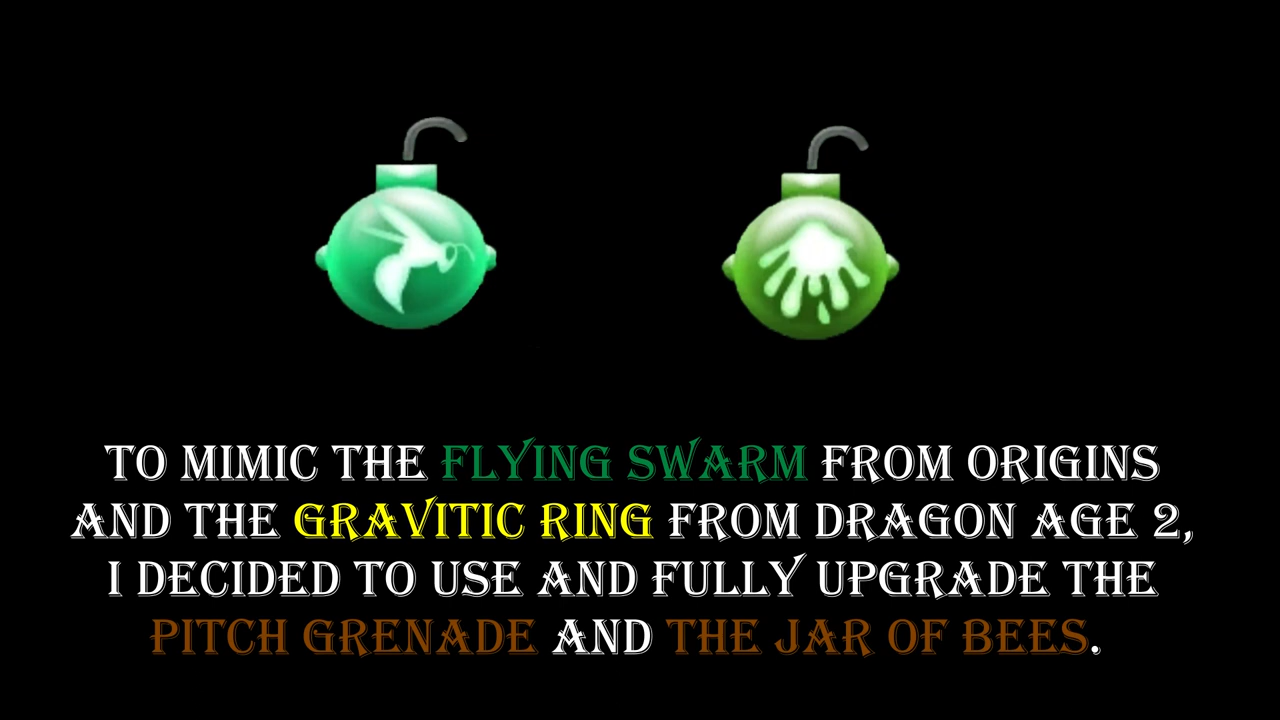 TO MIMIC THE FLYING SWARM FROM ORIGINS
AND THE GRAVITIC RING FROM DRAGON AGE 2,
I DECIDED TO USE AND FULLY UPGRADE THE
PITCH GRENADE AND THE JAR OF BEES.